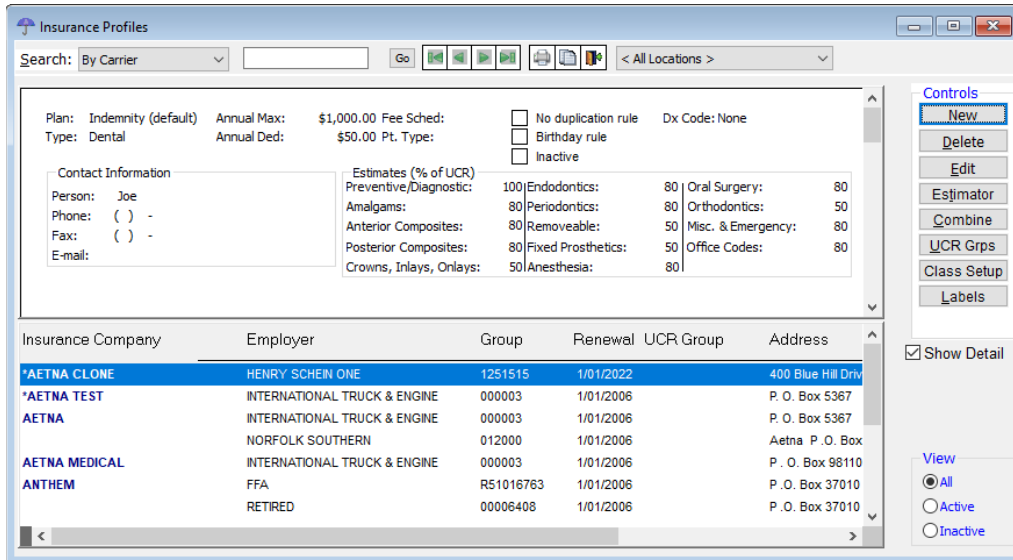 Insurance Profiles
Search: By Carrier Go < All Locations >
Plan: Indemnity (default) Annual Max: $1,000.00 Fee Sched: No duplication rule Dx Code: None
Type: Dental Annual Ded: $50.00 Pt. Type: Birthday rule
Inactive
Contact Information
Person: Joe
Phone: ( ) -
Fax: ( ) -
E-mail:
Estimates (% of UCR)
Preventive/Diagnostic: 100 Endodontics: 80 Oral Surgery: 80
Amalgams: 80 Periodontics: 80 Orthodontics: 50
Anterior Composites: 80 Removeable: 50 Misc. & Emergency: 80
Posterior Composites: 80 Fixed Prosthetics: 50 Office Codes: 80
Crowns, Inlays, Onlays: 50 Anesthesia: 80
Insurance Company Employer Group Renewal UCR Group Address
*AETNA CLONE HENRY SCHEIN ONE 1251515 1/01/2022 400 Blue Hill Driv
*AETNA TEST INTERNATIONAL TRUCK & ENGINE 000003 1/01/2006 P. O. Box 5367
AETNA INTERNATIONAL TRUCK & ENGINE 000003 1/01/2006 P. O. Box 5367
NORFOLK SOUTHERN 012000 1/01/2006 Aetna P .O. Box
AETNA MEDICAL INTERNATIONAL TRUCK & ENGINE 000003 1/01/2006 P . O. Box 98110
ANTHEM FFA R51016763 1/01/2006 P .O. Box 37010
RETIRED 00006408 1/01/2006 P .O. Box 37010
Controls
New
Delete
Edit
Estimator
Combine
UCR Grps
Class Setup
Labels
Show Detail
View
All
Active
Inactive